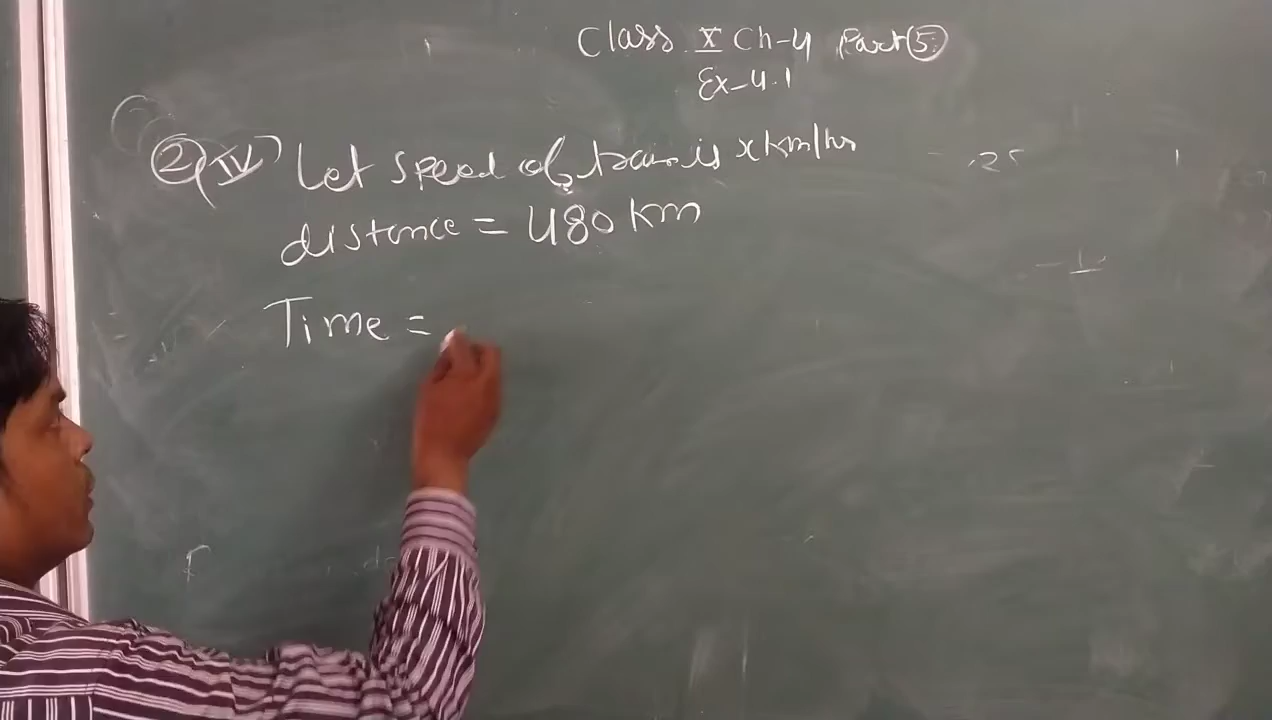 Class X Ch-4 Part (5)
Ex-4.1
(2) (IV) Let speed of train is x km/hr
distance = 480 km
Time =